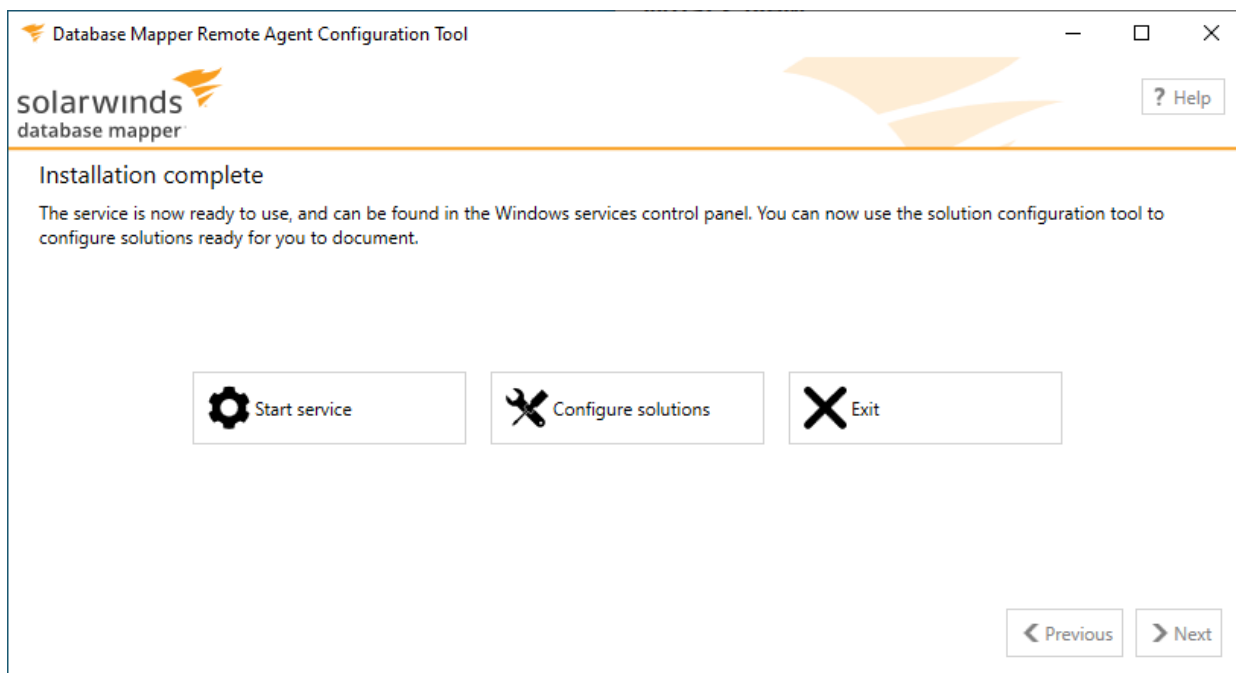 Database Mapper Remote Agent Configuration Tool
solarwinds
database mapper
? Help
Installation complete
The service is now ready to use, and can be found in the Windows services control panel. You can now use the solution configuration tool to
configure solutions ready for you to document.
Start service
Configure solutions
Exit
Previous
Next